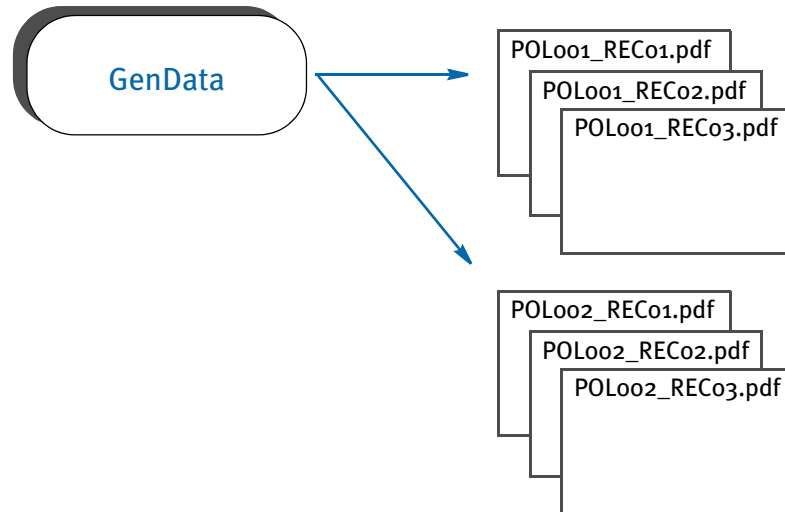 GenData
POL001_REC01.pdf
POL001_REC02.pdf
POL001_REC03.pdf
POL002_REC01.pdf
POL002_REC02.pdf
POL002_REC03.pdf